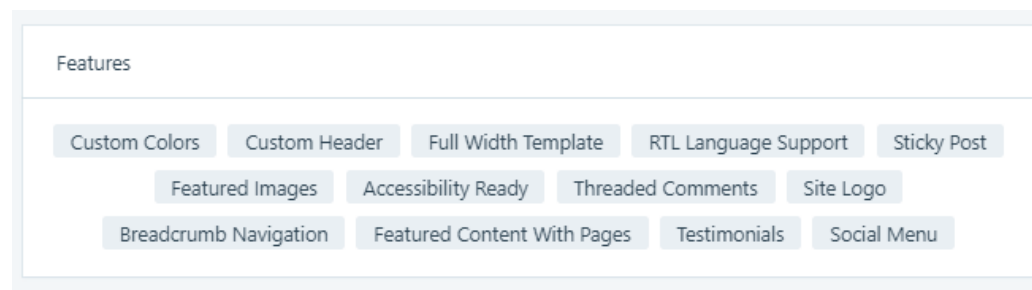 Features
Custom Colors Custom Header Full Width Template RTL Language Support Sticky Post
Featured Images Accessibility Ready Threaded Comments Site Logo
Breadcrumb Navigation Featured Content With Pages Testimonials Social Menu